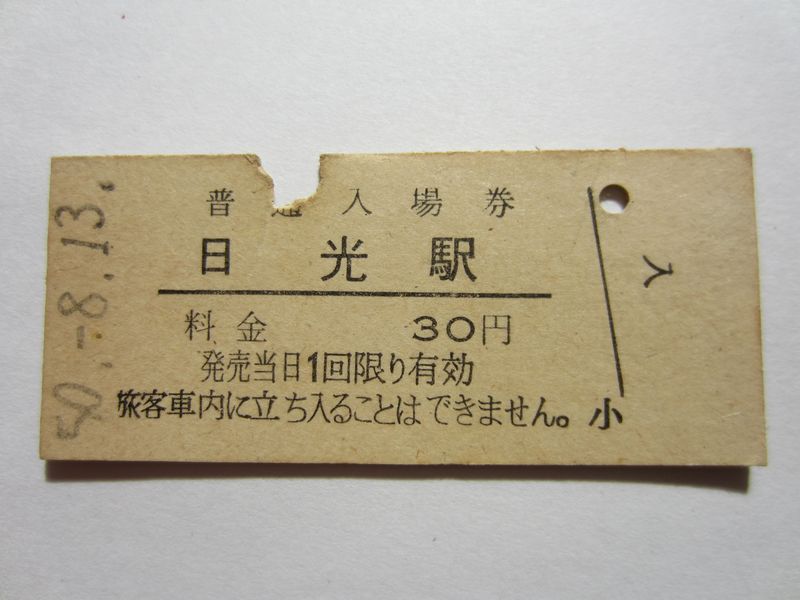 普通入場券
日光駅
料金 30円
発売当日1回限り有効
旅客車内に立ち入ることはできません。
小
入
50.-8.13.